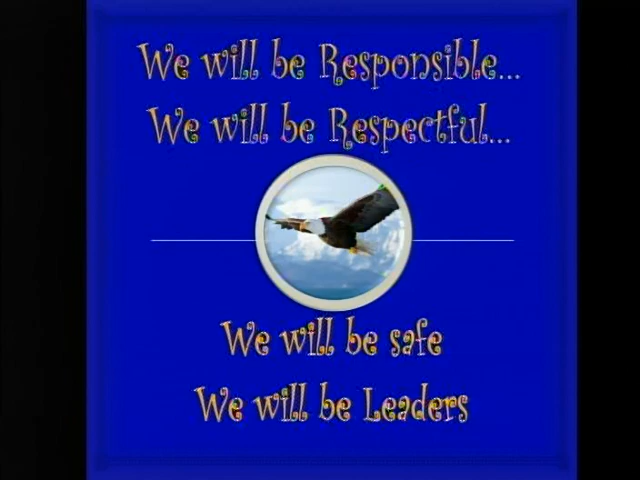 We will be Responsible...
We will be Respectful...
We will be safe
We will be Leaders